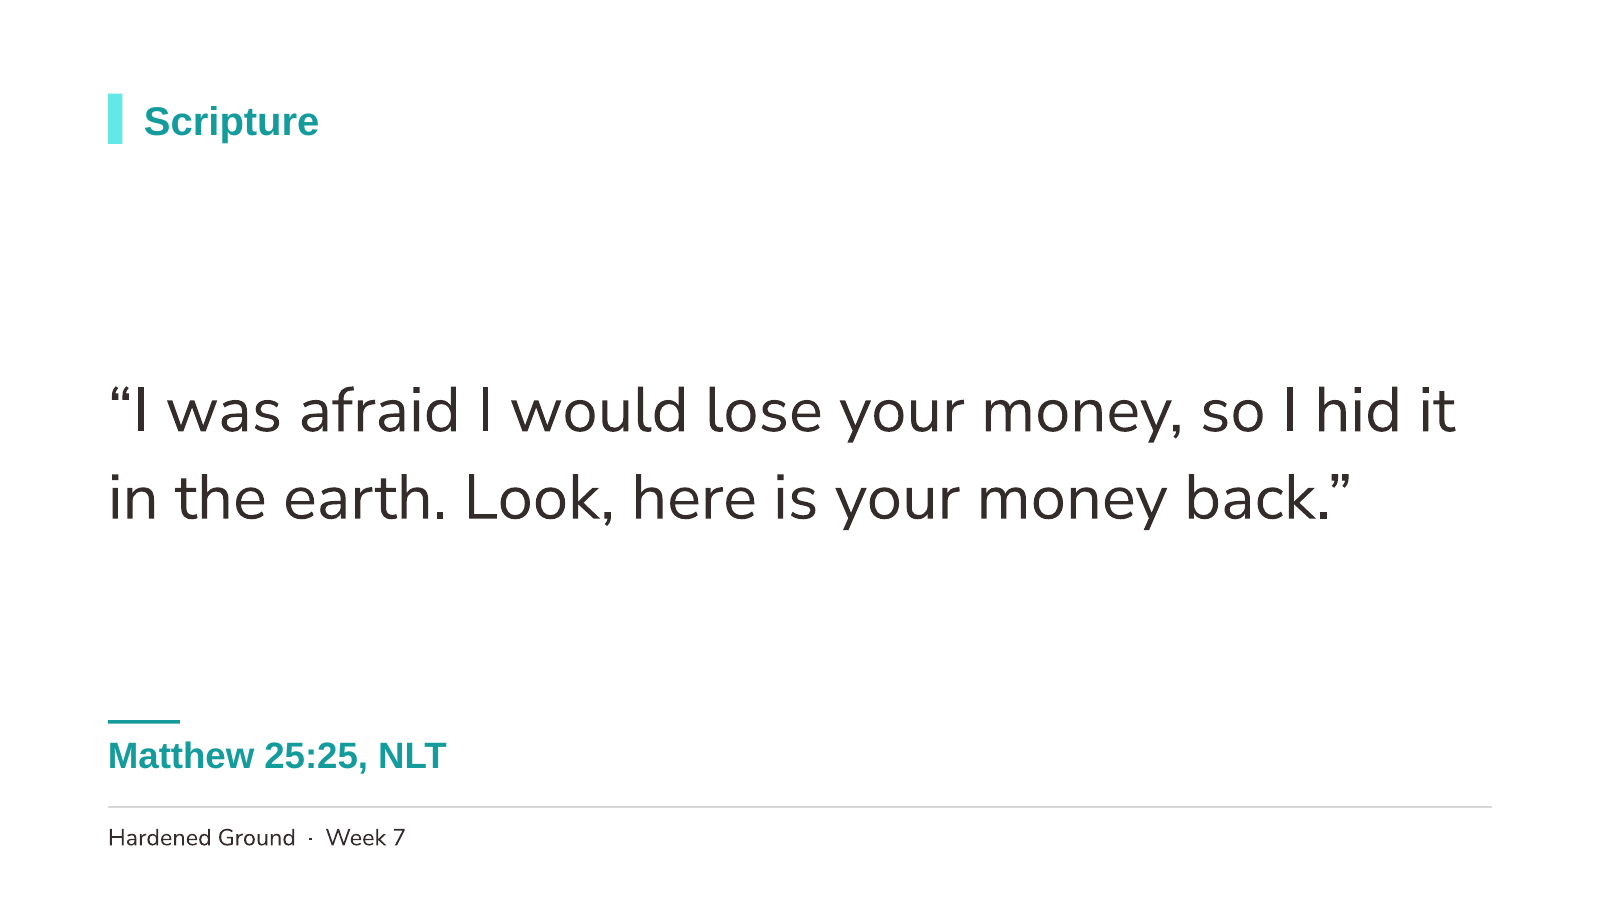 Scripture
“I was afraid I would lose your money, so I hid it
in the earth. Look, here is your money back.”
Matthew 25:25, NLT
Hardened Ground · Week 7